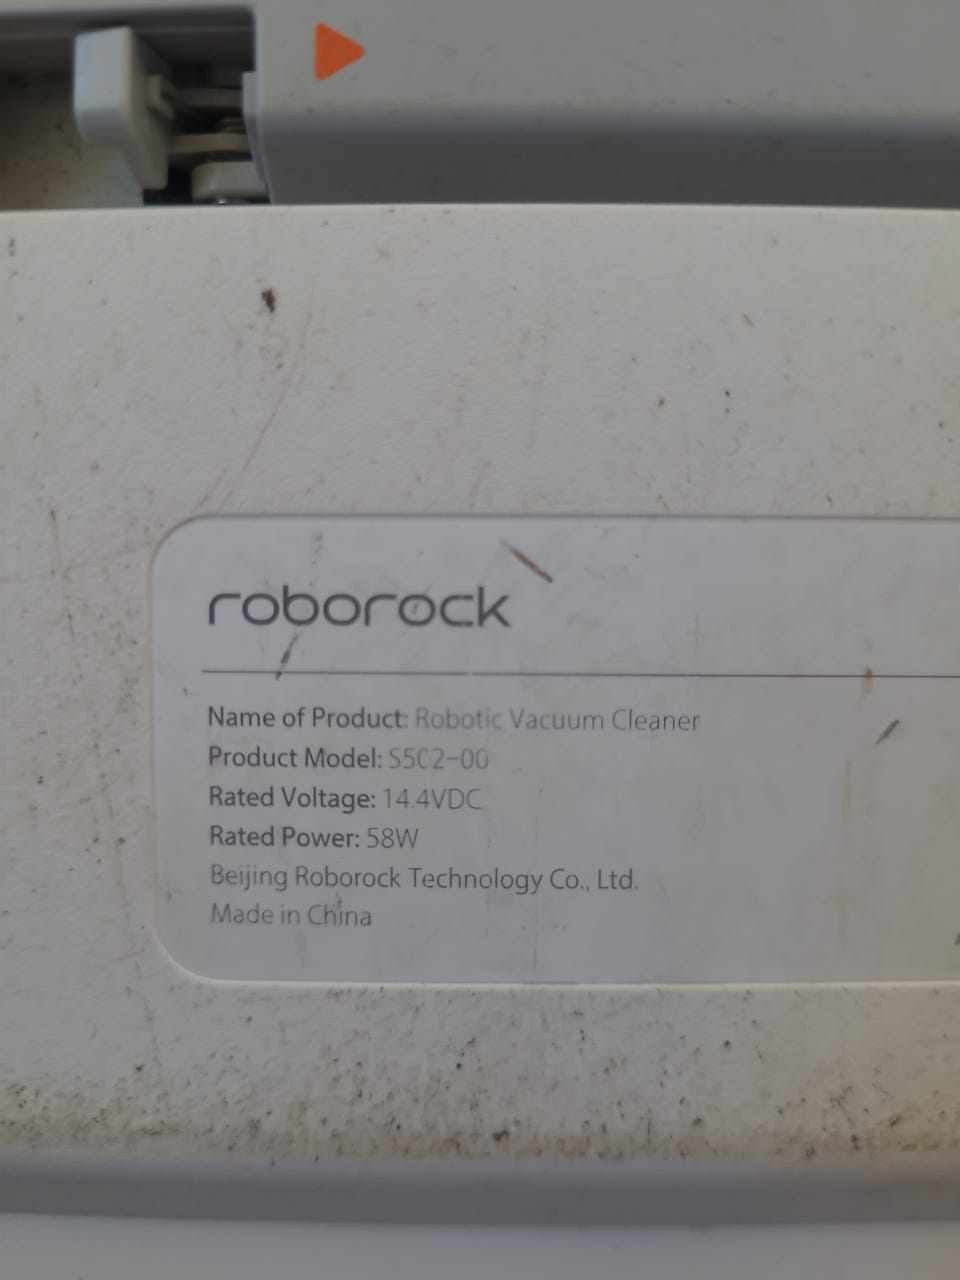 roborock
Name of Product: Robotic Vacuum Cleaner
Product Model: S5C2-00
Rated Voltage: 14.4VDC
Rated Power: 58W
Beijing Roborock Technology Co., Ltd.
Made in China